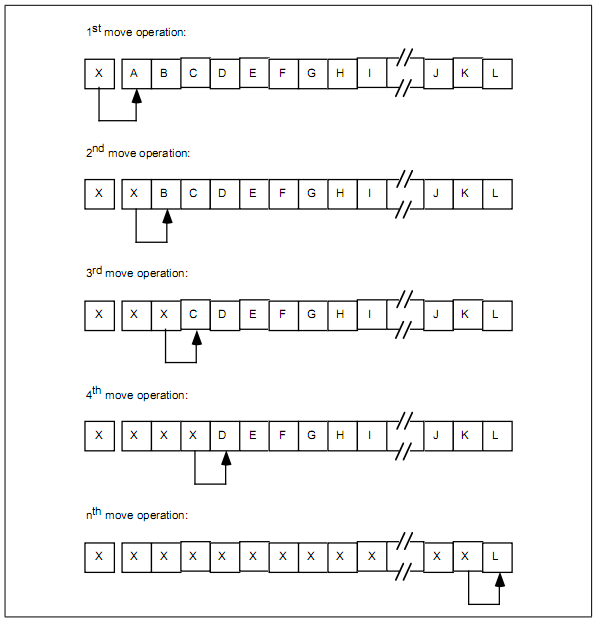 1st move operation:
X A B C D E F G H I J K L
2nd move operation:
X X B C D E F G H I J K L
3rd move operation:
X X X C D E F G H I J K L
4th move operation:
X X X X D E F G H I J K L
nth move operation:
X X X X X X X X X X X X L